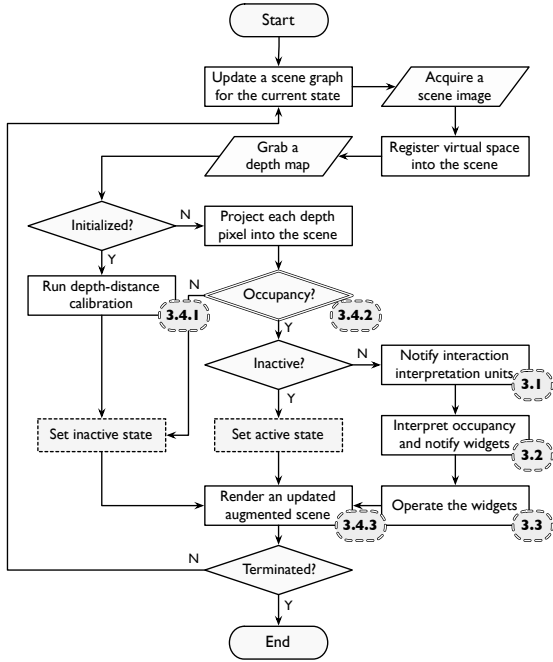 Start
Update a scene graph
for the current state
Acquire a
scene image
Grab a
depth map
Register virtual space
into the scene
Initialized?
N
Project each depth
pixel into the scene
Y
Run depth-distance
calibration
3.4.1
N
Occupancy?
3.4.2
Y
Inactive?
N
Notify interaction
interpretation units
3.1
Y
Set inactive state
Set active state
Interpret occupancy
and notify widgets
3.2
Render an updated
augmented scene
3.4.3
Operate the widgets
3.3
N
Terminated?
Y
End